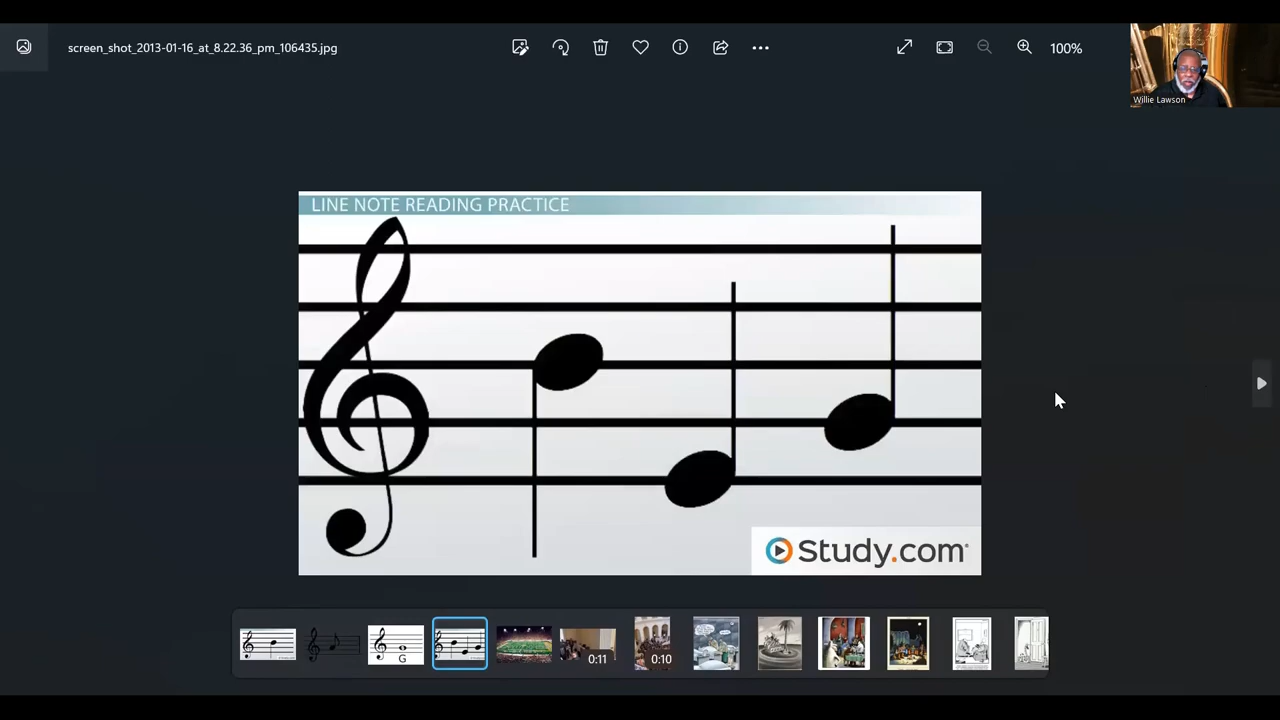 screen_shot_2013-01-16_at_8.22.36_pm_106435.jpg
100%
Willie Lawson
LINE NOTE READING PRACTICE
Study.com
G
0:11
0:10